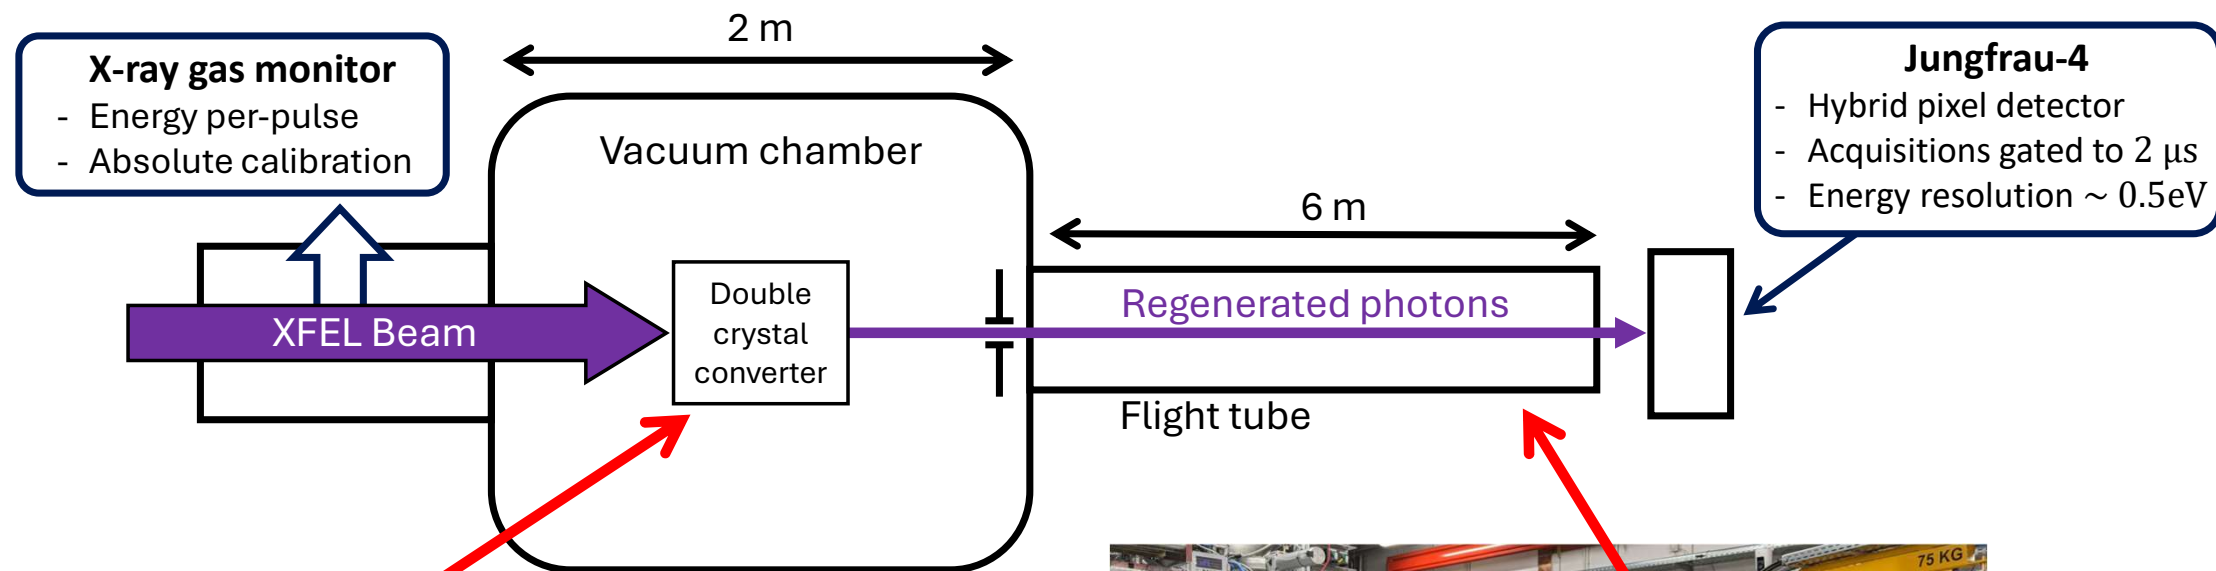 2 m
X-ray gas monitor
- Energy per-pulse
- Absolute calibration
Vacuum chamber
Jungfrau-4
- Hybrid pixel detector
- Acquisitions gated to 2 μs
- Energy resolution ~ 0.5eV
6 m
XFEL Beam
Double
crystal
converter
Regenerated photons
Flight tube
75 KG